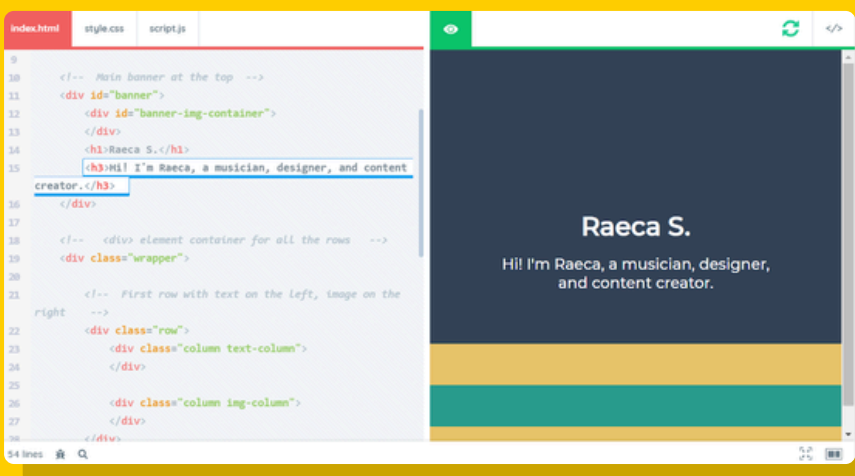 index.html style.css script.js </>
9
10 <!-- Main banner at the top -->
11 <div id="banner">
12 <div id="banner-img-container">
13 </div>
14 <h1>Raeca S.</h1>
15 <h3>Hi! I'm Raeca, a musician, designer, and content
creator.</h3>
16 </div>
17
18 <!-- <div> element container for all the rows -->
19 <div class="wrapper">
20
21 <!-- First row with text on the left, image on the
right -->
22 <div class="row">
23 <div class="column text-column">
24 </div>
25
26 <div class="column img-column">
27 </div>
28 </div>
54 lines
Raeca S.
Hi! I'm Raeca, a musician, designer,
and content creator.